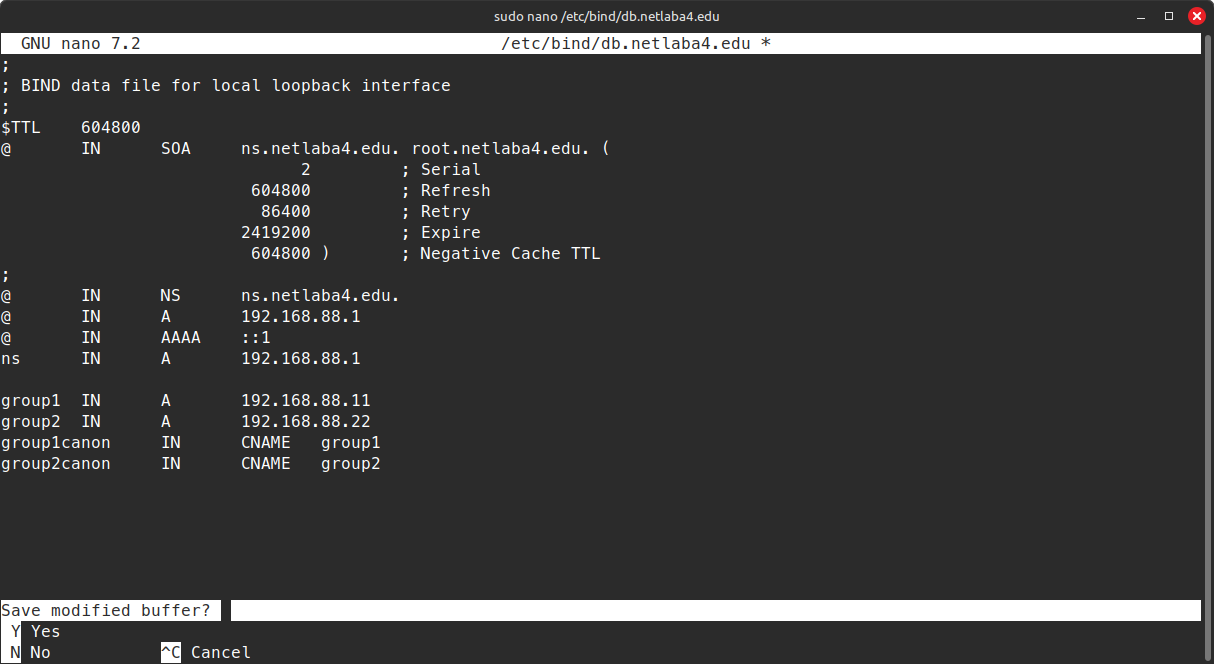 sudo nano /etc/bind/db.netlaba4.edu
GNU nano 7.2 /etc/bind/db.netlaba4.edu *
;
; BIND data file for local loopback interface
;
$TTL 604800
@ IN SOA ns.netlaba4.edu. root.netlaba4.edu. (
2 ; Serial
604800 ; Refresh
86400 ; Retry
2419200 ; Expire
604800 ) ; Negative Cache TTL
;
@ IN NS ns.netlaba4.edu.
@ IN A 192.168.88.1
@ IN AAAA ::1
ns IN A 192.168.88.1
group1 IN A 192.168.88.11
group2 IN A 192.168.88.22
group1canon IN CNAME group1
group2canon IN CNAME group2
Save modified buffer?
Y Yes
N No ^C Cancel